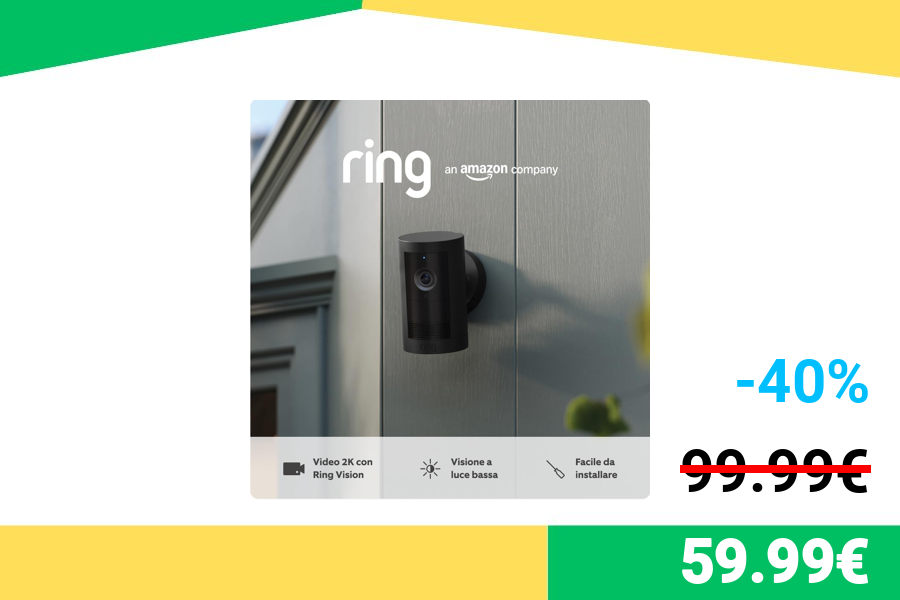 ring an amazon company
Video 2K con
Ring Vision
Visione a
luce bassa
Facile da
installare
-40%
99.99€
59.99€